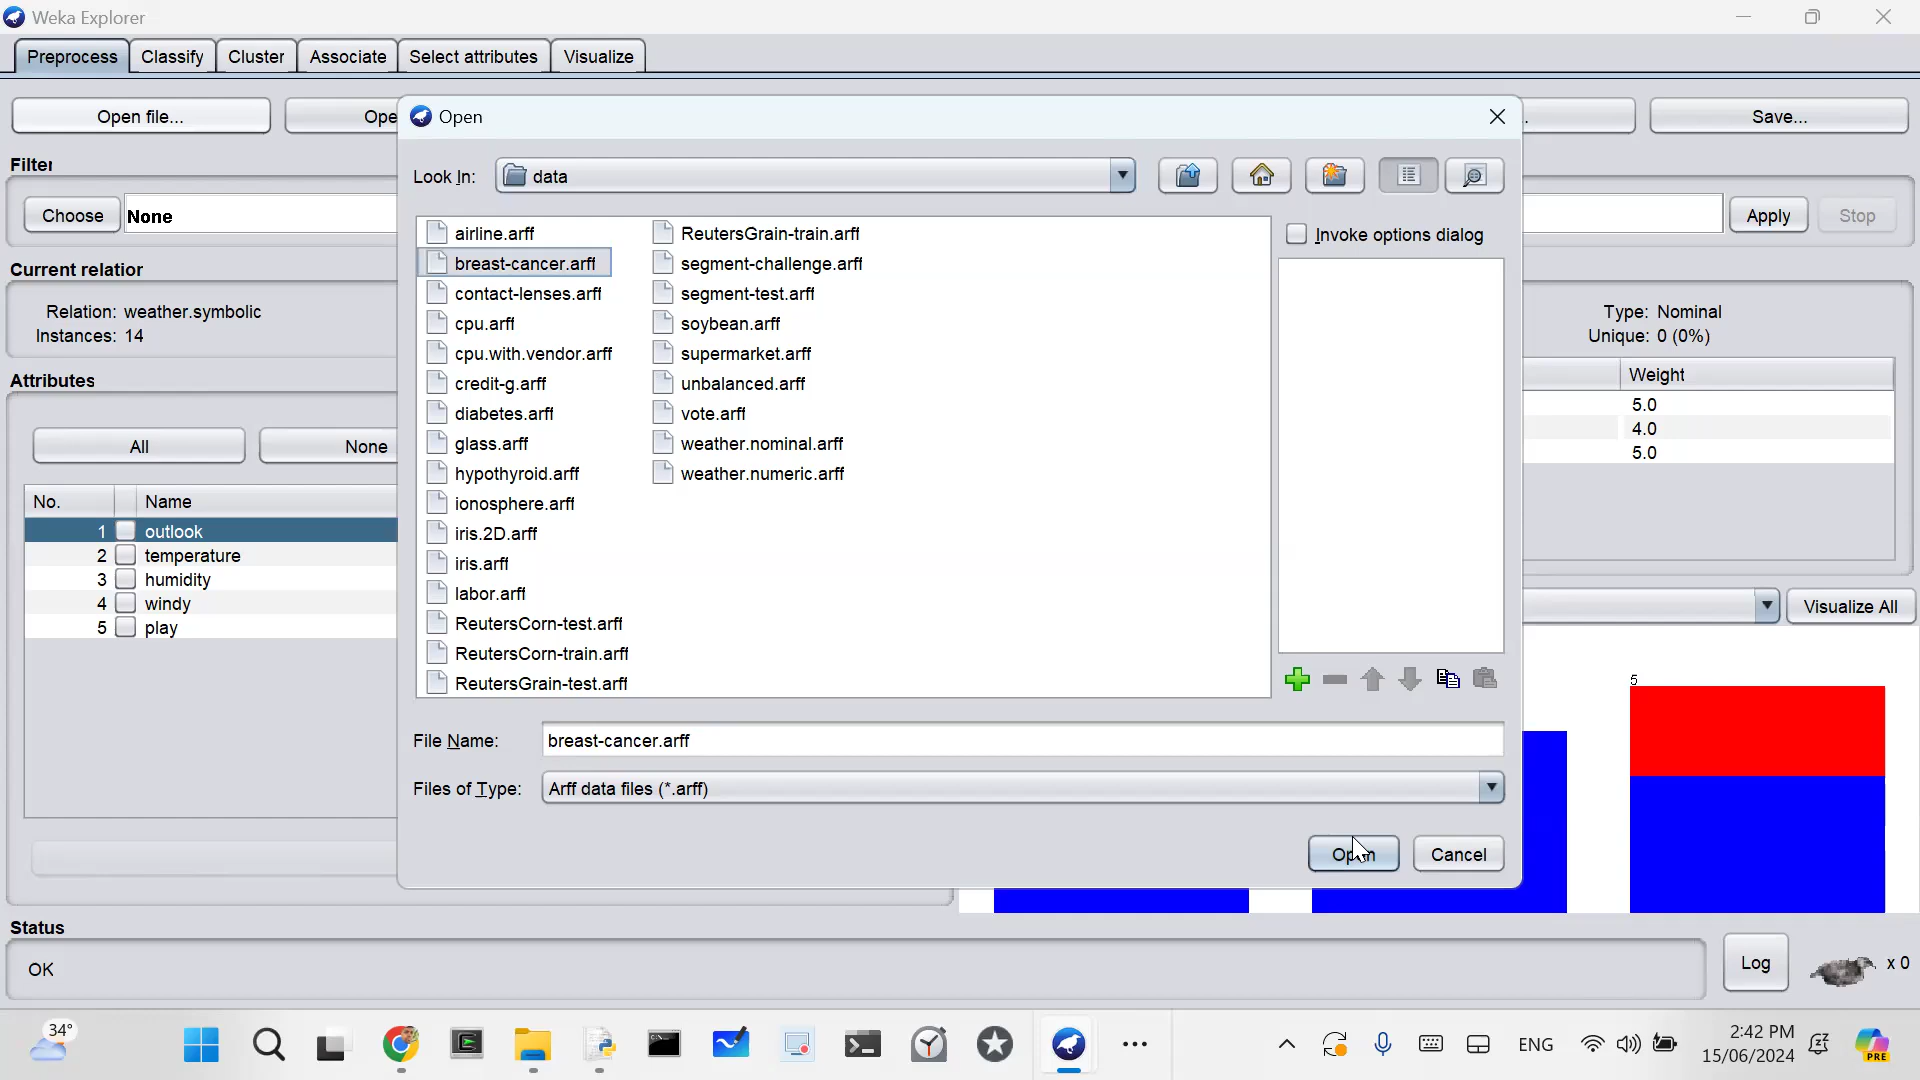 Weka Explorer
Preprocess Classify Cluster Associate Select attributes Visualize
Open file...
Save...
Filter
Choose None
Apply Stop
Relation: weather.symbolic
Instances: 14
Attributes
All None
No. Name
1 outlook
2 temperature
3 humidity
4 windy
5 play
Open
Look In: data
airline.arff
breast-cancer.arff
contact-lenses.arff
cpu.arff
cpu.with.vendor.arff
credit-g.arff
diabetes.arff
glass.arff
hypothyroid.arff
ionosphere.arff
iris.2D.arff
iris.arff
labor.arff
ReutersCorn-test.arff
ReutersCorn-train.arff
ReutersGrain-test.arff
ReutersGrain-train.arff
segment-challenge.arff
segment-test.arff
soybean.arff
supermarket.arff
unbalanced.arff
vote.arff
weather.nominal.arff
weather.numeric.arff
Invoke options dialog
File Name: breast-cancer.arff
Files of Type: Arff data files (*.arff)
Open Cancel
Type: Nominal
Unique: 0 (0%)
Weight
5.0
4.0
5.0
Visualize All
5
Status
OK
Log x 0
34°
ENG
2:42 PM
15/06/2024
PRE